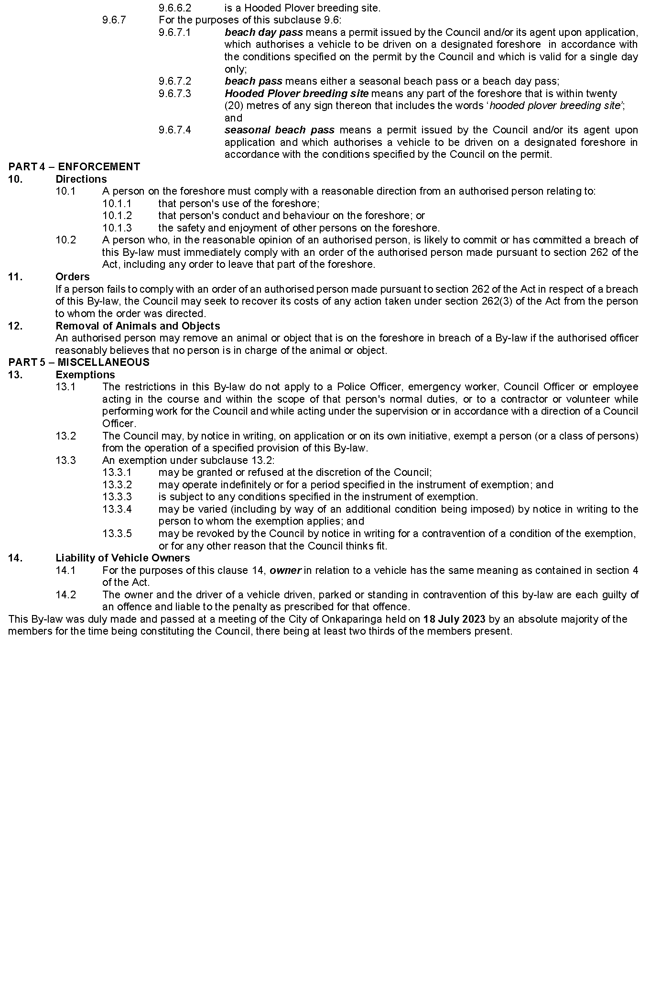 9.6.6.2 is a Hooded Plover breeding site.
9.6.7 For the purposes of this subclause 9.6:
9.6.7.1 beach day pass means a permit issued by the Council and/or its agent upon application,
which authorises a vehicle to be driven on a designated foreshore in accordance with
the conditions specified on the permit by the Council and which is valid for a single day
only;
9.6.7.2 beach pass means either a seasonal beach pass or a beach day pass;
9.6.7.3 Hooded Plover breeding site means any part of the foreshore that is within twenty
(20) metres of any sign thereon that includes the words ‘hooded plover breeding site’;
and
9.6.7.4 seasonal beach pass means a permit issued by the Council and/or its agent upon
application and which authorises a vehicle to be driven on a designated foreshore in
accordance with the conditions specified by the Council on the permit.
PART 4 – ENFORCEMENT
10. Directions
10.1 A person on the foreshore must comply with a reasonable direction from an authorised person relating to:
10.1.1 that person's use of the foreshore;
10.1.2 that person's conduct and behaviour on the foreshore; or
10.1.3 the safety and enjoyment of other persons on the foreshore.
10.2 A person who, in the reasonable opinion of an authorised person, is likely to commit or has committed a breach of
this By-law must immediately comply with an order of the authorised person made pursuant to section 262 of the
Act, including any order to leave that part of the foreshore.
11. Orders
If a person fails to comply with an order of an authorised person made pursuant to section 262 of the Act in respect of a breach
of this By-law, the Council may seek to recover its costs of any action taken under section 262(3) of the Act from the person
to whom the order was directed.
12. Removal of Animals and Objects
An authorised person may remove an animal or object that is on the foreshore in breach of a By-law if the authorised officer
reasonably believes that no person is in charge of the animal or object.
PART 5 – MISCELLANEOUS
13. Exemptions
13.1 The restrictions in this By-law do not apply to a Police Officer, emergency worker, Council Officer or employee
acting in the course and within the scope of that person's normal duties, or to a contractor or volunteer while
performing work for the Council and while acting under the supervision or in accordance with a direction of a Council
Officer.
13.2 The Council may, by notice in writing, on application or on its own initiative, exempt a person (or a class of persons)
from the operation of a specified provision of this By-law.
13.3 An exemption under subclause 13.2:
13.3.1 may be granted or refused at the discretion of the Council;
13.3.2 may operate indefinitely or for a period specified in the instrument of exemption; and
13.3.3 is subject to any conditions specified in the instrument of exemption.
13.3.4 may be varied (including by way of an additional condition being imposed) by notice in writing to the
person to whom the exemption applies; and
13.3.5 may be revoked by the Council by notice in writing for a contravention of a condition of the exemption,
or for any other reason that the Council thinks fit.
14. Liability of Vehicle Owners
14.1 For the purposes of this clause 14, owner in relation to a vehicle has the same meaning as contained in section 4
of the Act.
14.2 The owner and the driver of a vehicle driven, parked or standing in contravention of this by-law are each guilty of
an offence and liable to the penalty as prescribed for that offence.
This By-law was duly made and passed at a meeting of the City of Onkaparinga held on 18 July 2023 by an absolute majority of the
members for the time being constituting the Council, there being at least two thirds of the members present.